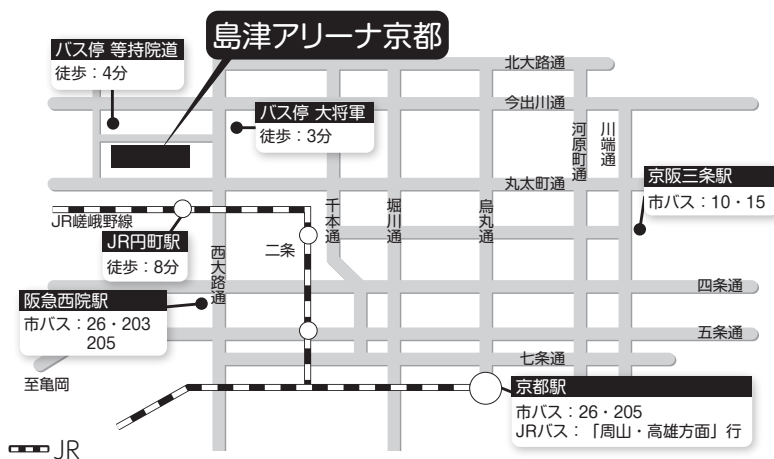 島津アリーナ京都
バス停 等持院道
徒歩：4分
北大路通
今出川通
バス停 大将軍
徒歩：3分
河原町通
川端通
京阪三条駅
市バス：10・15
丸太町通
JR嵯峨野線
JR円町駅
徒歩：8分
西大路通
二条
千本通
堀川通
烏丸通
四条通
阪急西院駅
市バス：26・203
205
五条通
七条通
至亀岡
京都駅
市バス：26・205
JRバス：「周山・高雄方面」行
JR